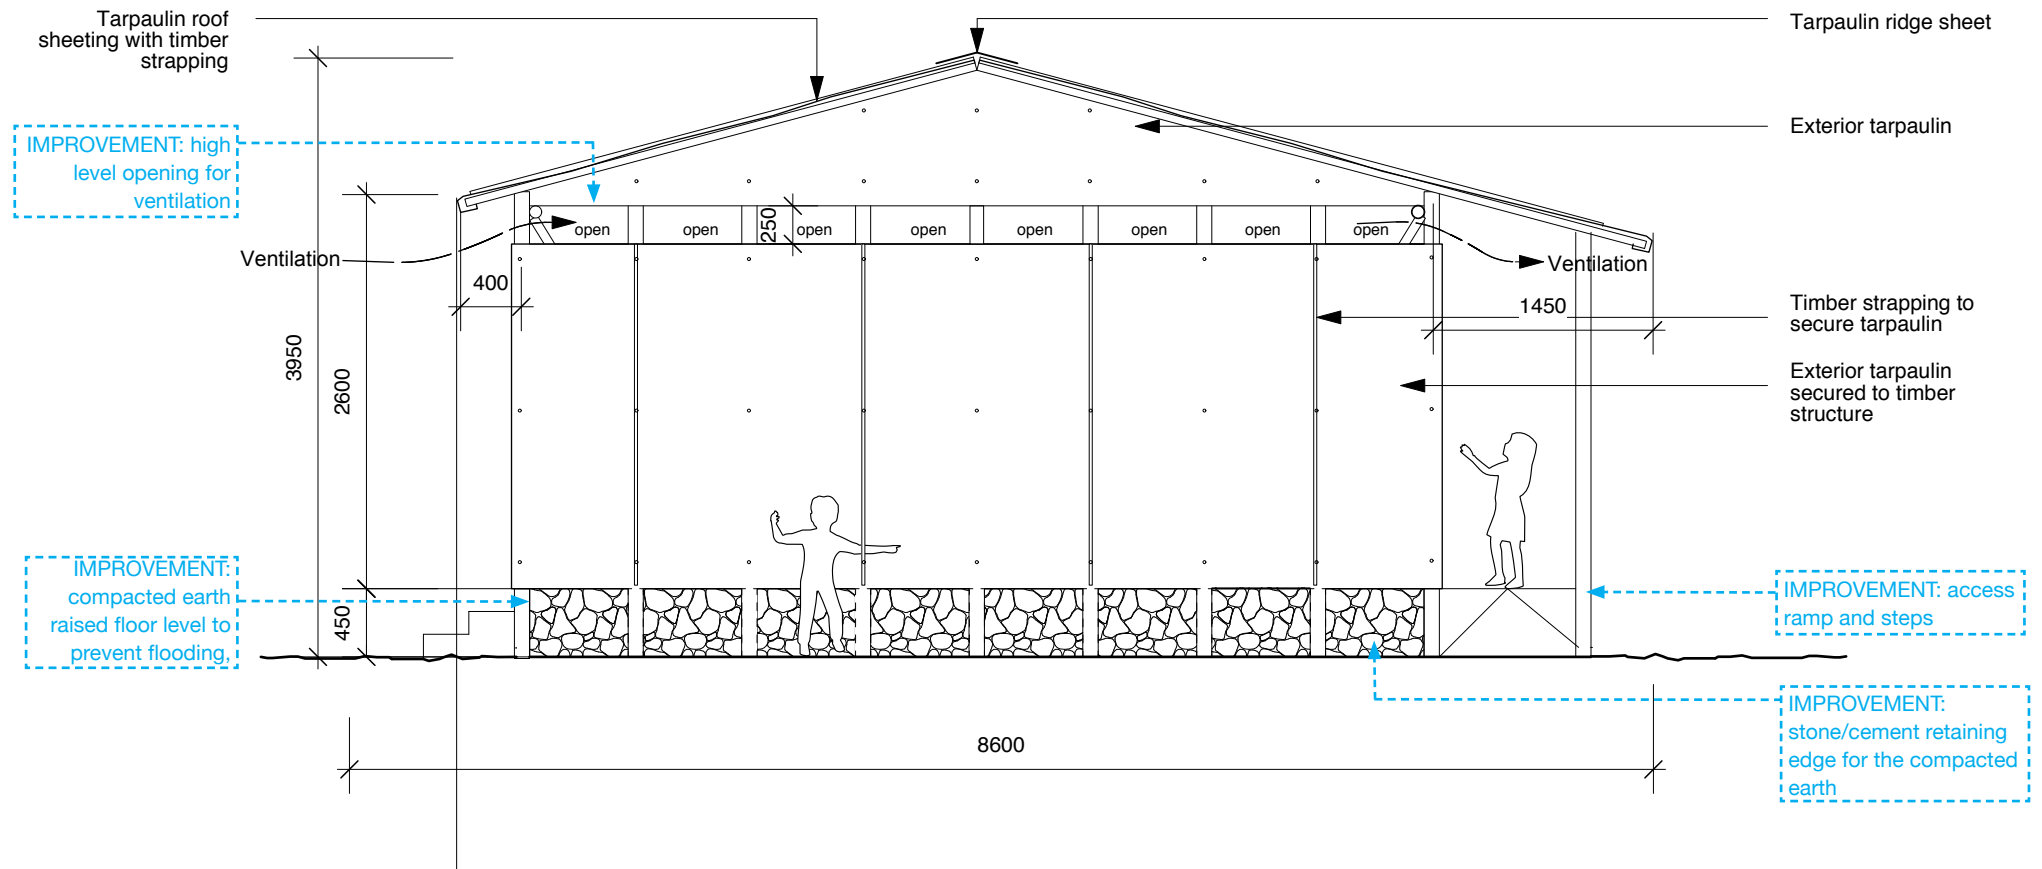 Tarpaulin roof
sheeting with timber
strapping
Tarpaulin ridge sheet
Exterior tarpaulin
IMPROVEMENT: high
level opening for
ventilation
open
open
open
open
open
open
open
open
250
Ventilation
Ventilation
400
1450
Timber strapping to
secure tarpaulin
3950
2600
Exterior tarpaulin
secured to timber
structure
IMPROVEMENT:
compacted earth
raised floor level to
prevent flooding,
450
IMPROVEMENT: access
ramp and steps
IMPROVEMENT:
stone/cement retaining
edge for the compacted
earth
8600